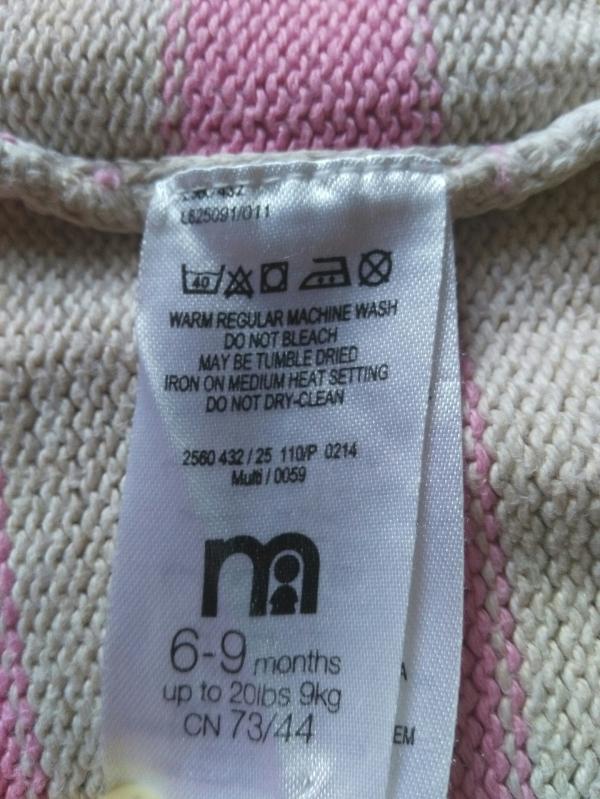 L825091/011
40
WARM REGULAR MACHINE WASH
DO NOT BLEACH
MAY BE TUMBLE DRIED
IRON ON MEDIUM HEAT SETTING
DO NOT DRY-CLEAN
2560 432 / 25 110/P 0214
Multi / 0059
m
6-9 months
up to 20lbs 9kg
CN 73/44
A
EM